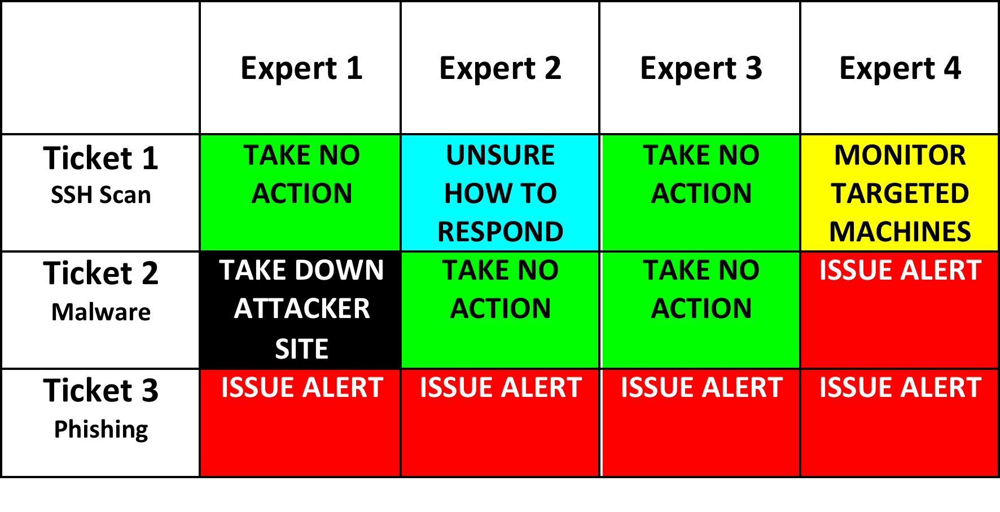 Expert 1
Expert 2
Expert 3
Expert 4
Ticket 1
SSH Scan
TAKE NO
ACTION
UNSURE
HOW TO
RESPOND
TAKE NO
ACTION
MONITOR
TARGETED
MACHINES
Ticket 2
Malware
TAKE DOWN
ATTACKER
SITE
TAKE NO
ACTION
TAKE NO
ACTION
ISSUE ALERT
Ticket 3
Phishing
ISSUE ALERT
ISSUE ALERT
ISSUE ALERT
ISSUE ALERT